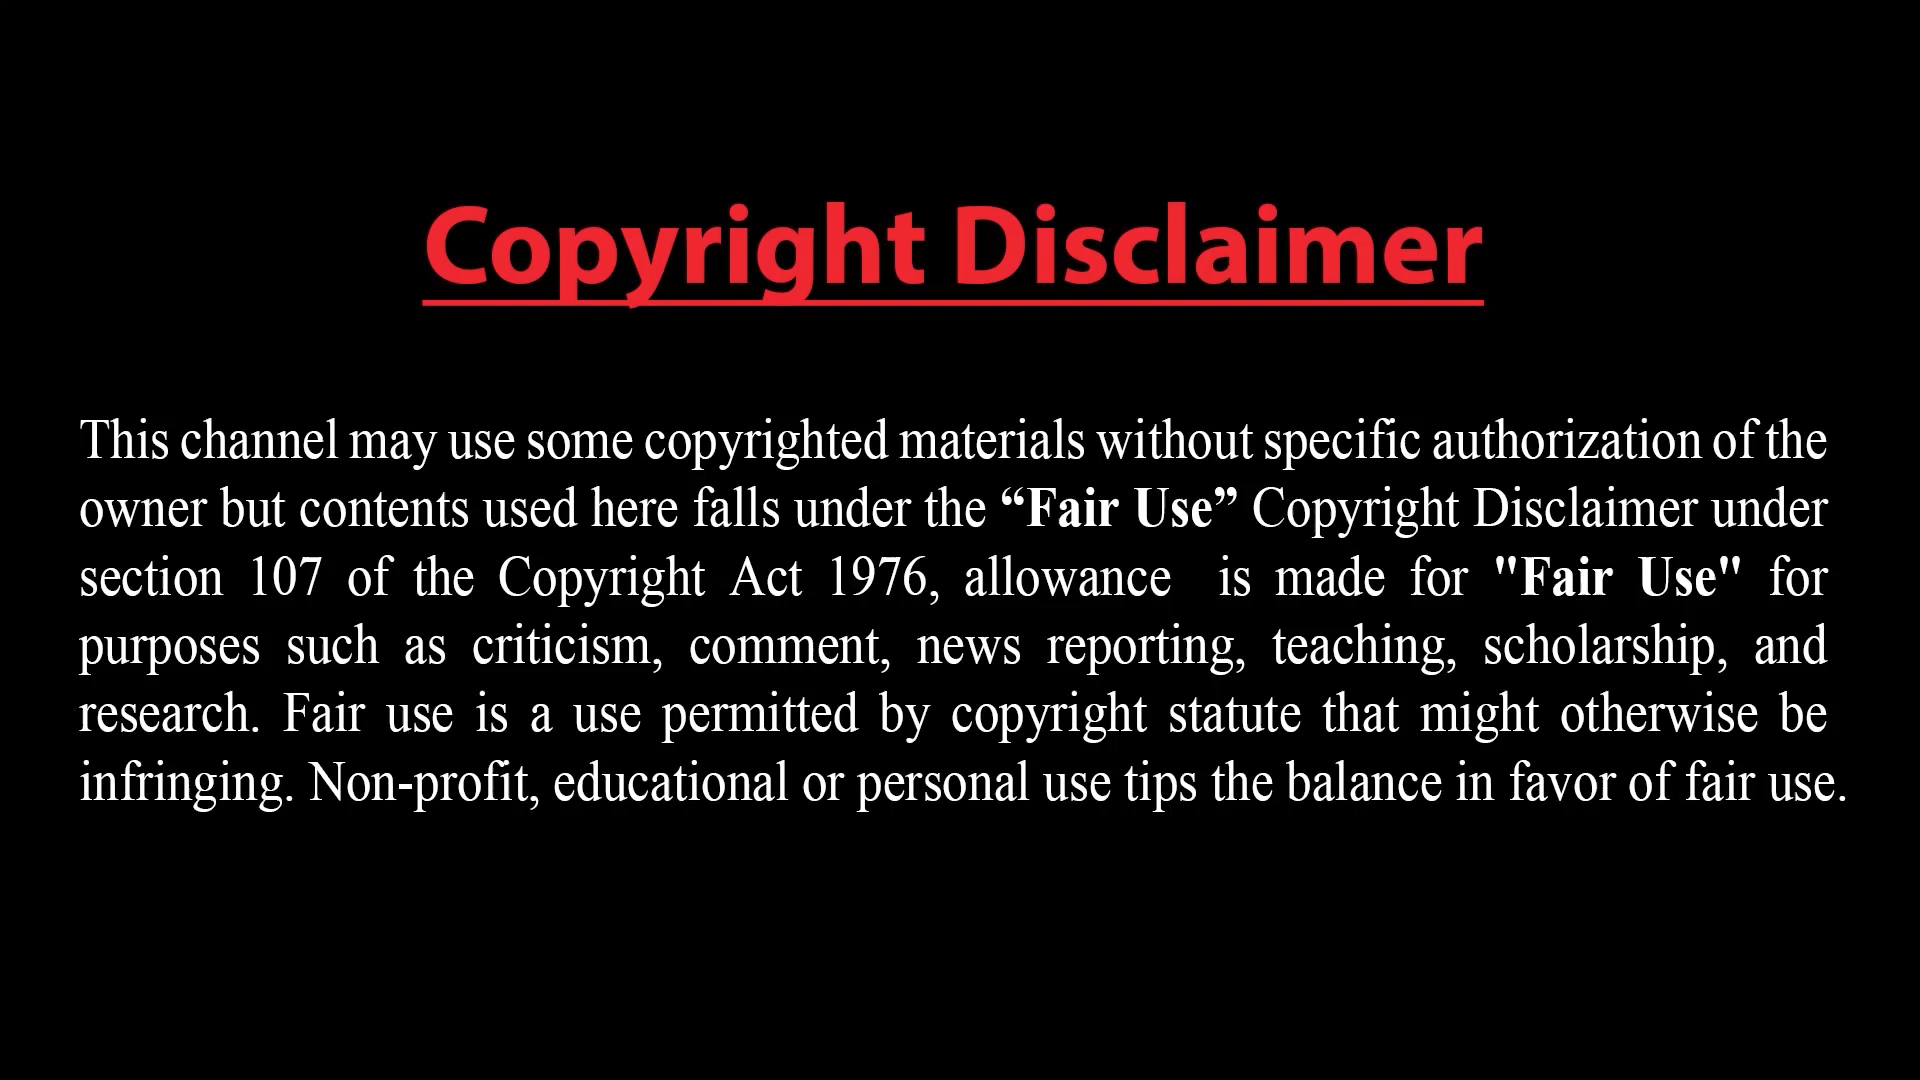 Copyright Disclaimer
This channel may use some copyrighted materials without specific authorization of the
owner but contents used here falls under the “Fair Use” Copyright Disclaimer under
section 107 of the Copyright Act 1976, allowance  is made for "Fair Use" for
purposes such as criticism, comment, news reporting, teaching, scholarship, and
research. Fair use is a use permitted by copyright statute that might otherwise be
infringing. Non-profit, educational or personal use tips the balance in favor of fair use.